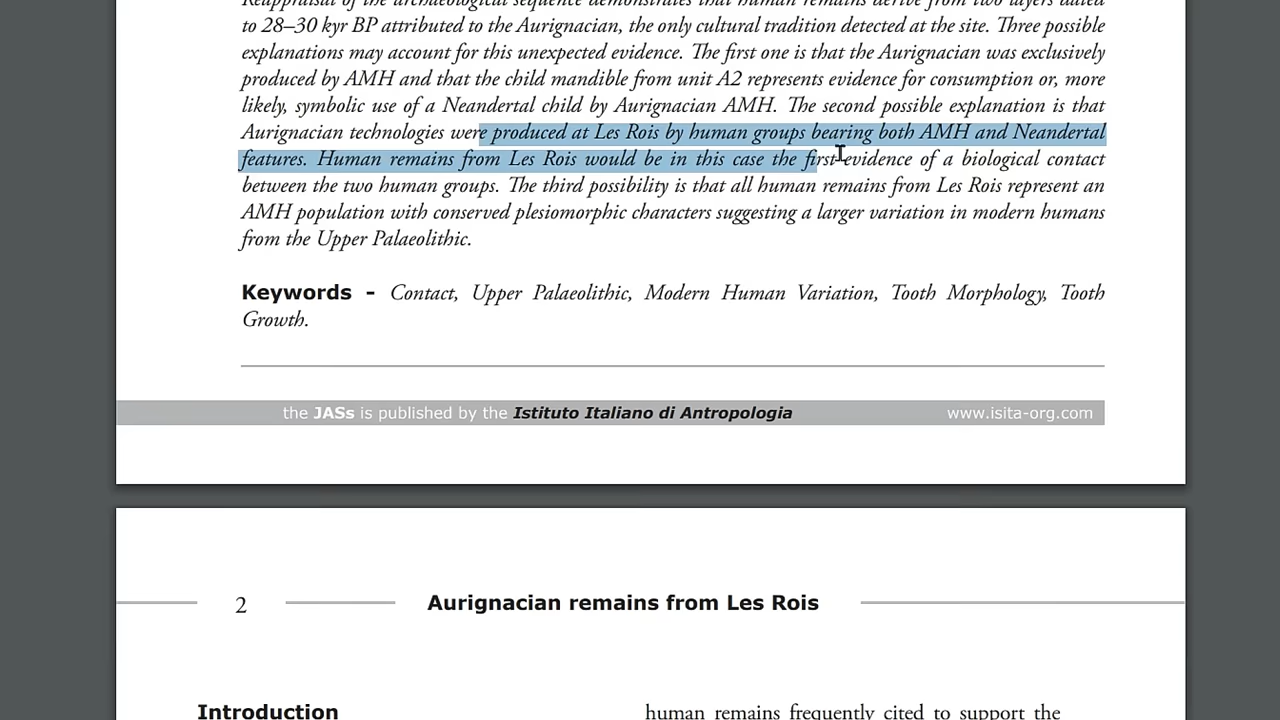 Reappraisal of the archaeological sequence demonstrates that human remains derive from two layers dated
to 28–30 kyr BP attributed to the Aurignacian, the only cultural tradition detected at the site. Three possible
explanations may account for this unexpected evidence. The first one is that the Aurignacian was exclusively
produced by AMH and that the child mandible from unit A2 represents evidence for consumption or, more
likely, symbolic use of a Neandertal child by Aurignacian AMH. The second possible explanation is that
Aurignacian technologies were produced at Les Rois by human groups bearing both AMH and Neandertal
features. Human remains from Les Rois would be in this case the first evidence of a biological contact
between the two human groups. The third possibility is that all human remains from Les Rois represent an
AMH population with conserved plesiomorphic characters suggesting a larger variation in modern humans
from the Upper Palaeolithic.
Keywords - Contact, Upper Palaeolithic, Modern Human Variation, Tooth Morphology, Tooth
Growth.
the JASs is published by the Istituto Italiano di Antropologia www.isita-org.com
2 Aurignacian remains from Les Rois
Introduction
human remains frequently cited to support the